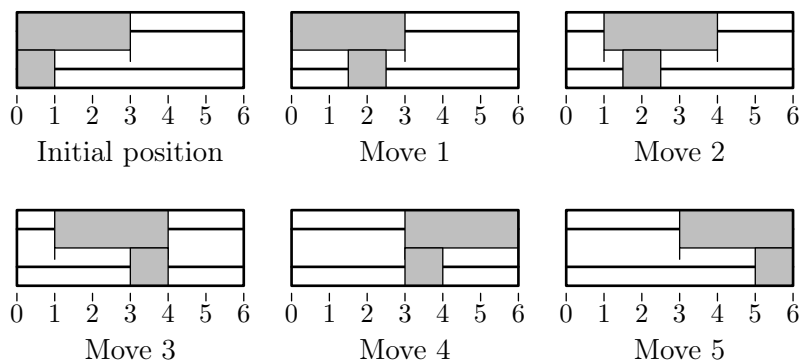 0 1 2 3 4 5 6 0 1 2 3 4 5 6 0 1 2 3 4 5 6
Initial position Move 1 Move 2
0 1 2 3 4 5 6 0 1 2 3 4 5 6 0 1 2 3 4 5 6
Move 3 Move 4 Move 5